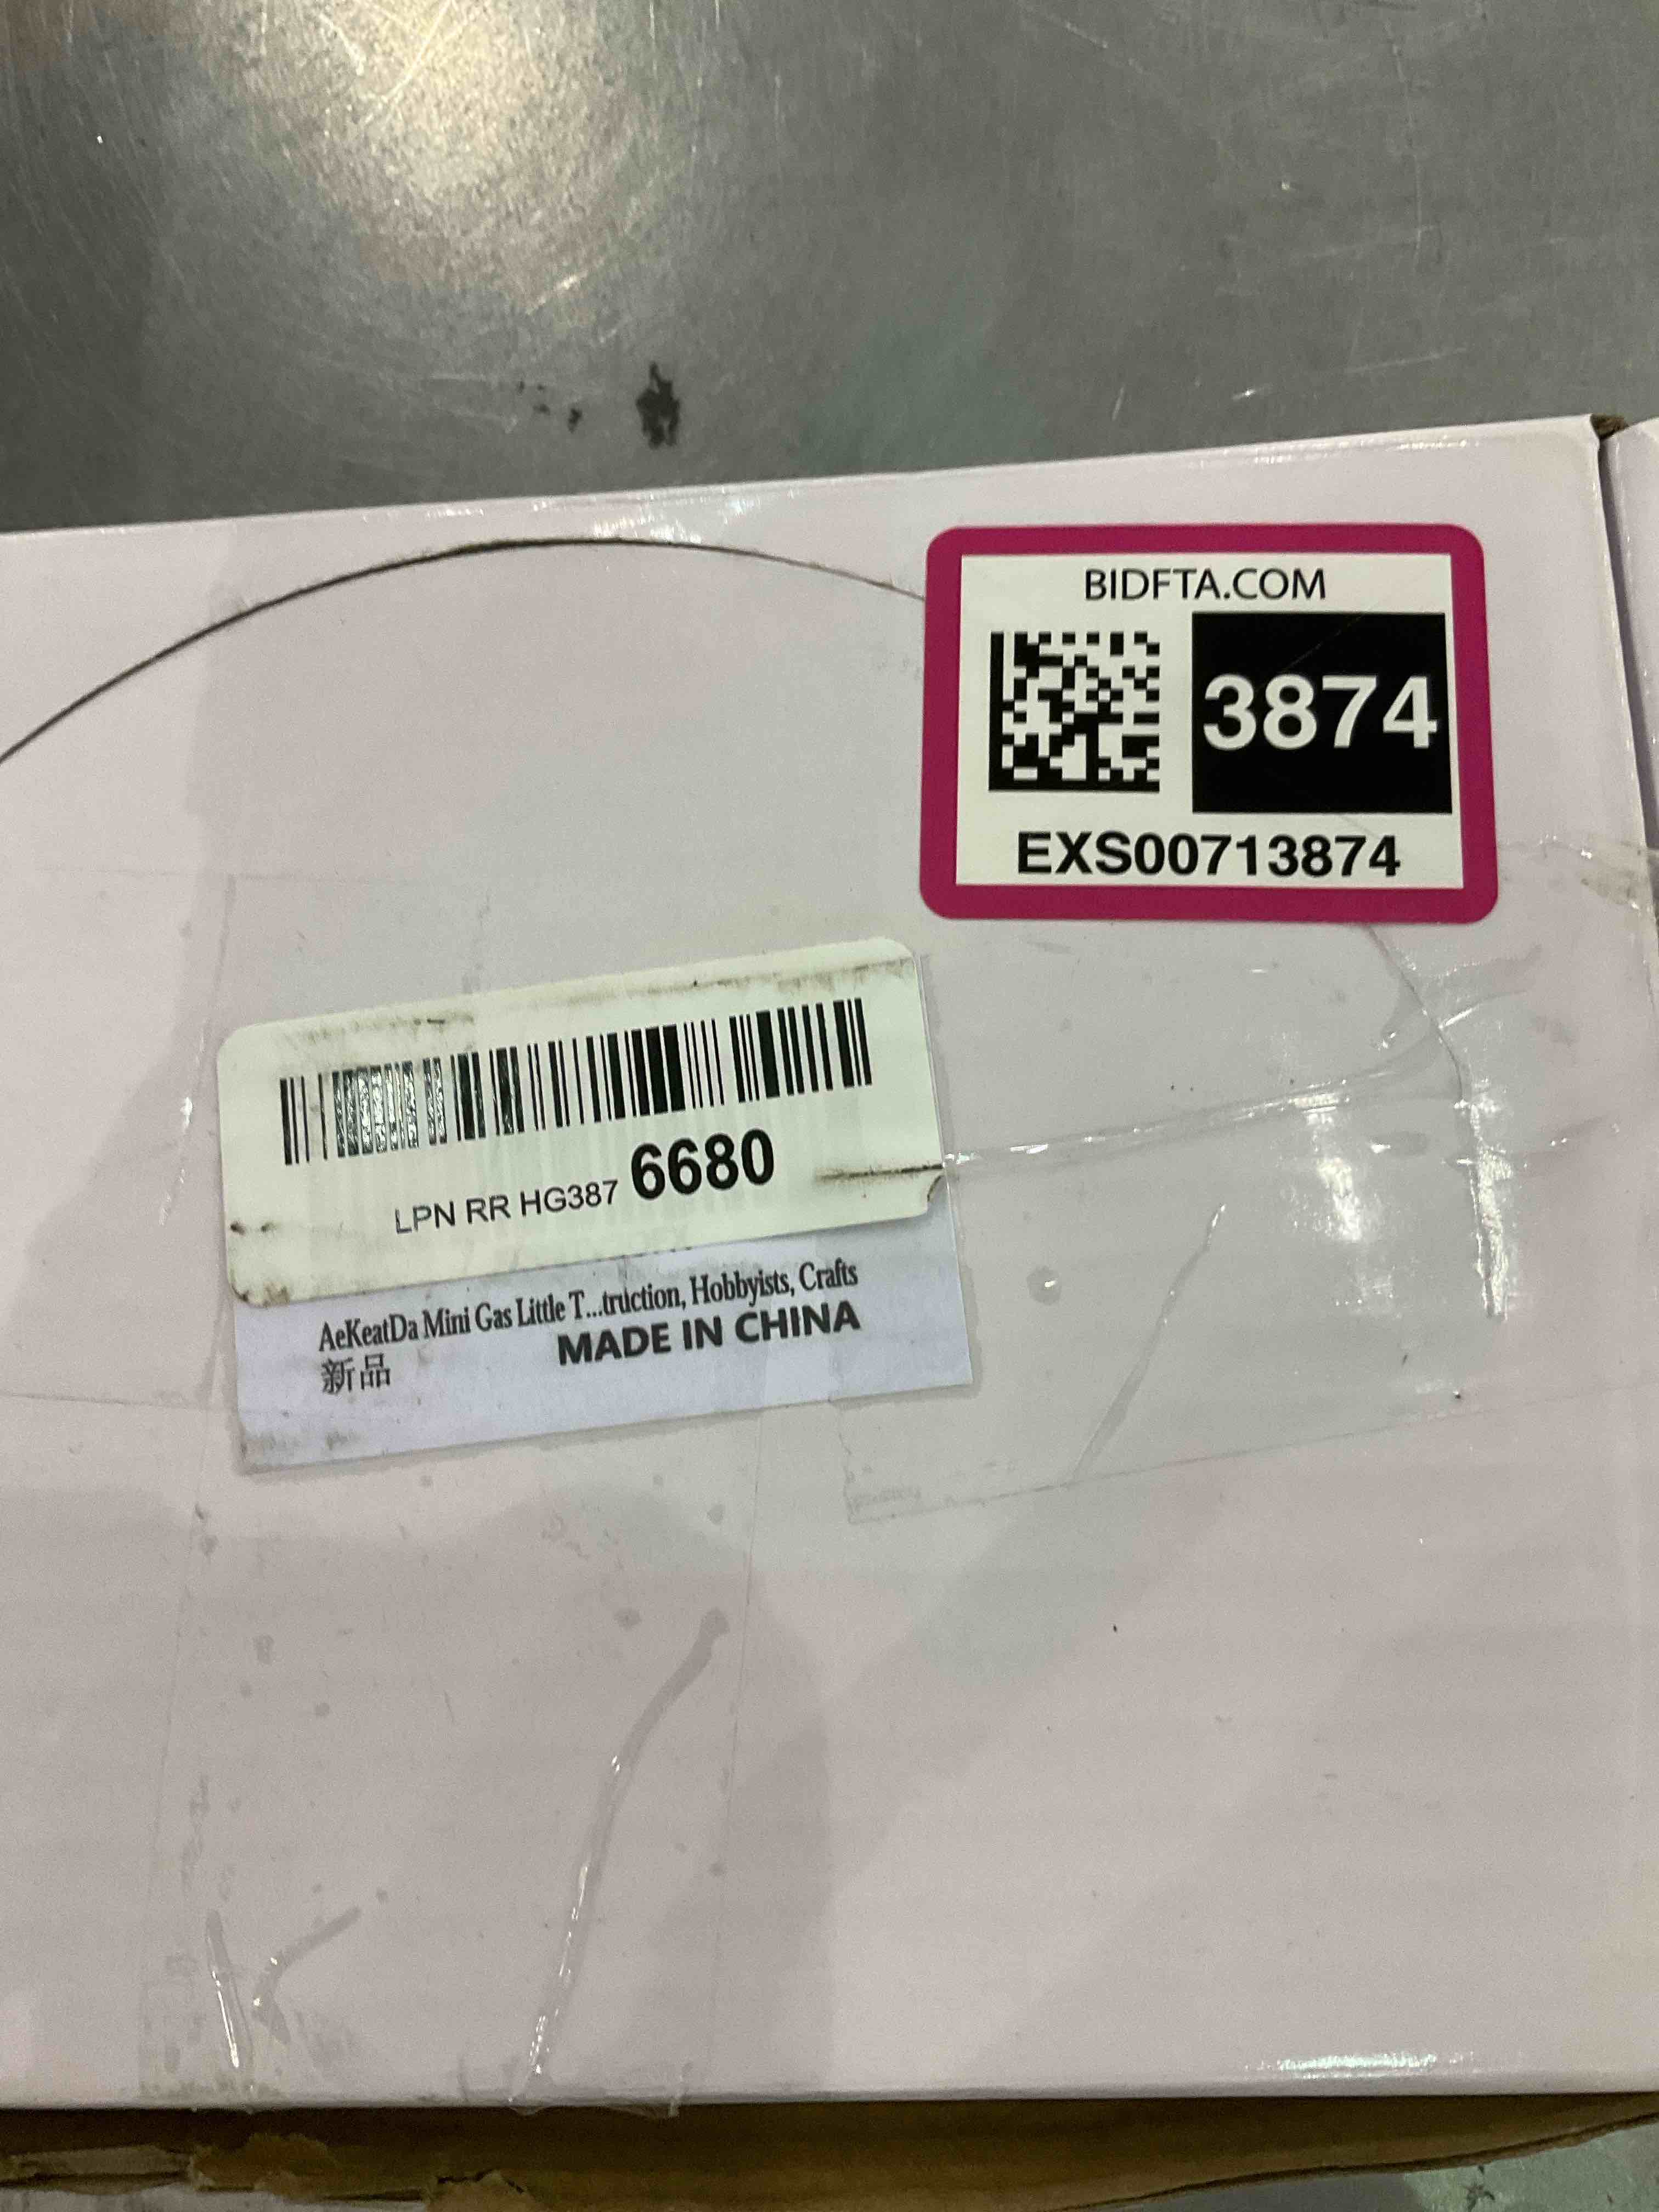 BIDFTA.COM
3874
EXS00713874
LPN RR HG387 6680
AeKeatDa Mini Gas Little T...truction, Hobbyists, Crafts
新品 MADE IN CHINA